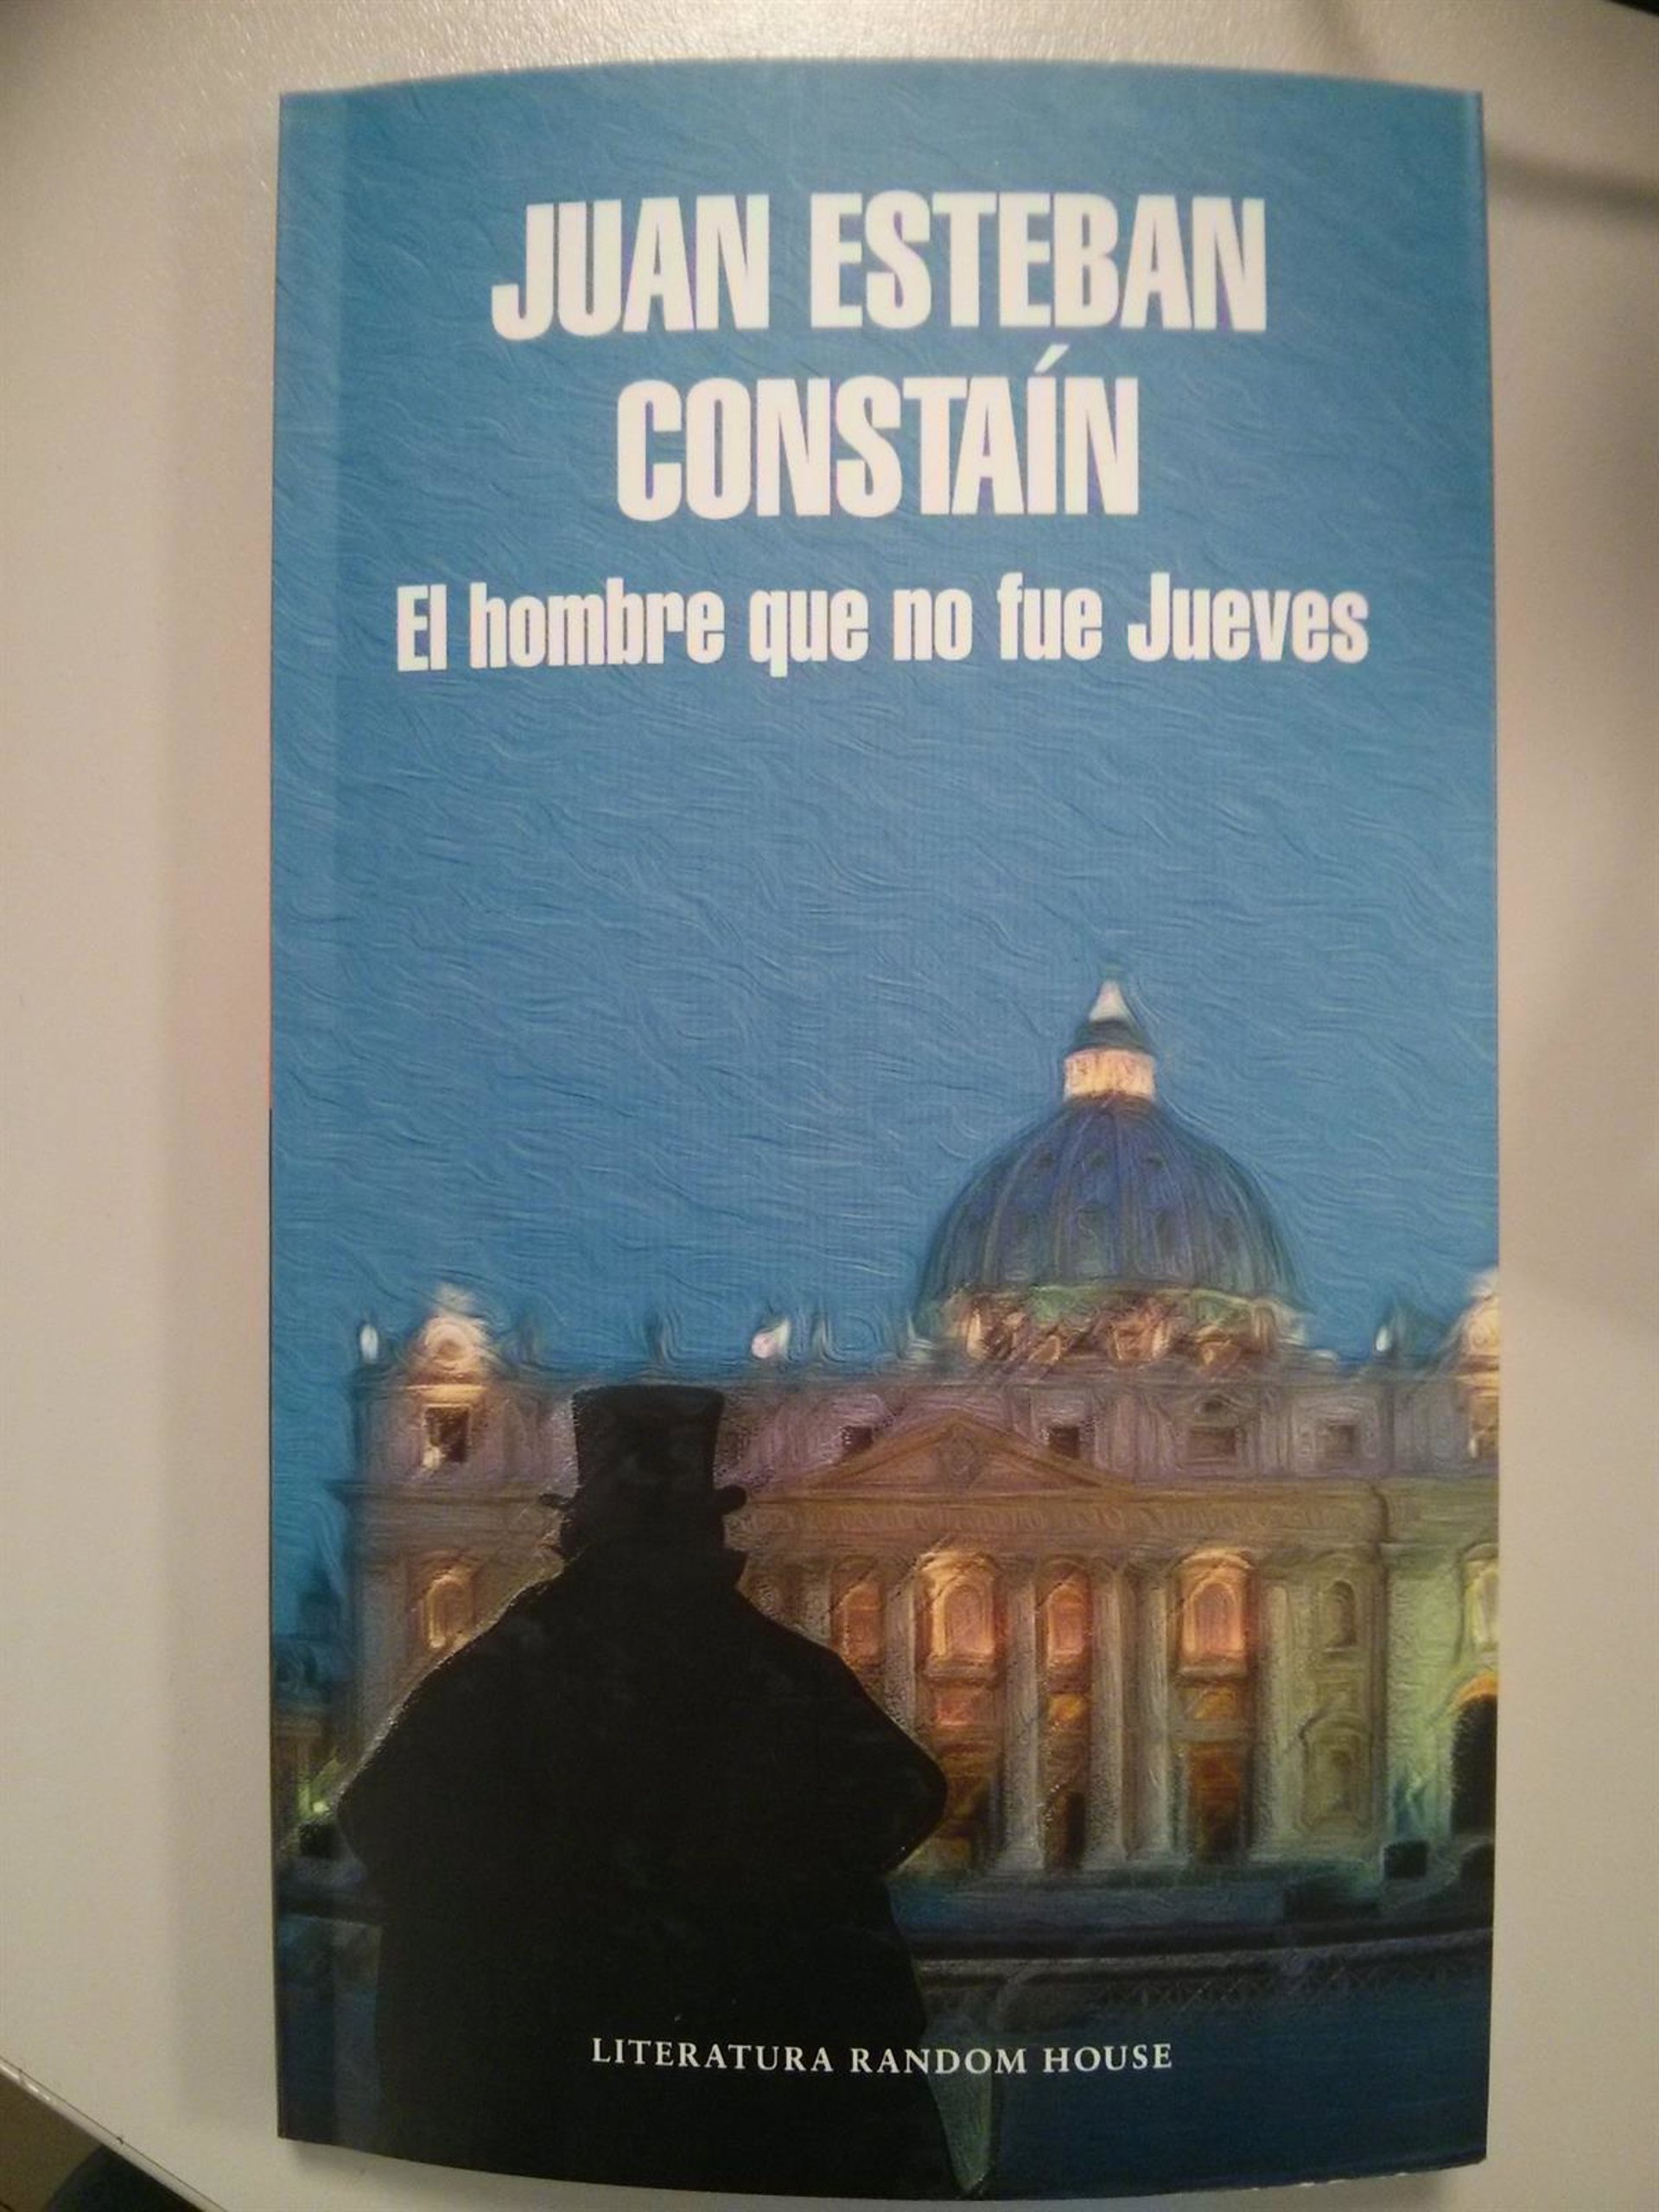 JUAN ESTEBAN
CONSTAÍN
El hombre que no fue Jueves
LITERATURA RANDOM HOUSE